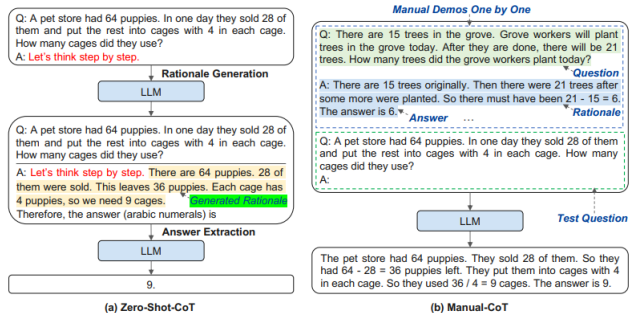 Q: A pet store had 64 puppies. In one day they sold 28 of
them and put the rest into cages with 4 in each cage.
How many cages did they use?
A: Let's think step by step.
Rationale Generation
LLM
Q: A pet store had 64 puppies. In one day they sold 28 of
them and put the rest into cages with 4 in each cage.
How many cages did they use?
A: Let's think step by step. There are 64 puppies. 28 of
them were sold. This leaves 36 puppies. Each cage has
4 puppies, so we need 9 cages. Generated Rationale
Therefore, the answer (arabic numerals) is
Answer Extraction
LLM
9.
(a) Zero-Shot-CoT
Manual Demos One by One
Q: There are 15 trees in the grove. Grove workers will plant
trees in the grove today. After they are done, there will be 21
trees. How many trees did the grove workers plant today?
Question
A: There are 15 trees originally. Then there were 21 trees after
some more were planted. So there must have been 21 - 15 = 6.
The answer is 6.
Answer
...
Rationale
Q: A pet store had 64 puppies. In one day they sold 28 of them
and put the rest into cages with 4 in each cage. How many
cages did they use?
A:
LLM
Test Question
The pet store had 64 puppies. They sold 28 of them. So they
had 64 - 28 = 36 puppies left. They put them into cages with 4
in each cage. So they used 36 / 4 = 9 cages. The answer is 9.
(b) Manual-CoT